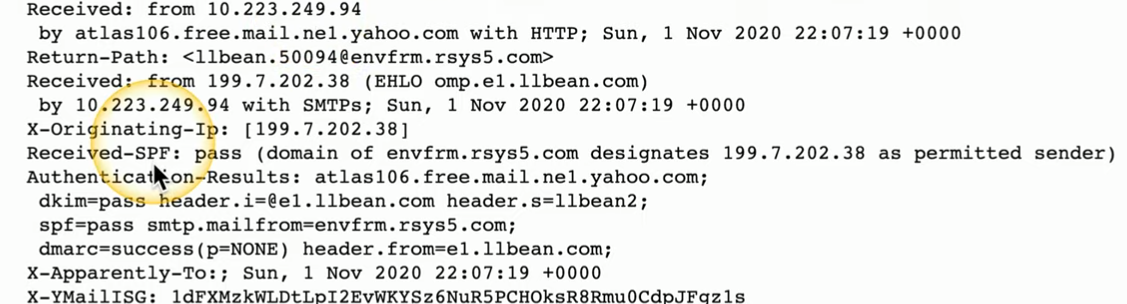 Received: from 10.223.249.94
by atlas106.free.mail.ne1.yahoo.com with HTTP; Sun, 1 Nov 2020 22:07:19 +0000
Return-Path: <llbean.50094@envfrm.rsys5.com>
Received: from 199.7.202.38 (EHLO omp.e1.llbean.com)
by 10.223.249.94 with SMTPs; Sun, 1 Nov 2020 22:07:19 +0000
X-Originating-Ip: [199.7.202.38]
Received-SPF: pass (domain of envfrm.rsys5.com designates 199.7.202.38 as permitted sender)
Authentication-Results: atlas106.free.mail.ne1.yahoo.com;
dkim=pass header.i=@e1.llbean.com header.s=llbean2;
spf=pass smtp.mailfrom=envfrm.rsys5.com;
dmarc=success(p=NONE) header.from=e1.llbean.com;
X-Apparently-To:; Sun, 1 Nov 2020 22:07:19 +0000
X-YMailISG: 1dFXMzkWLDtLpI2EvWKYSz6NuR5PCHOksR8Rmu0CdpJFqz1s